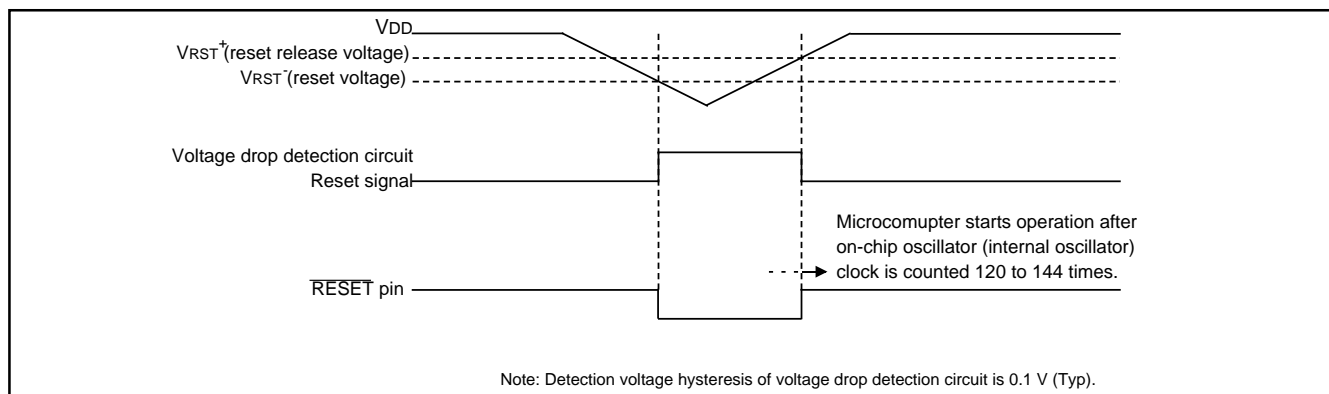 VDD
VRST⁺(reset release voltage)
VRST⁻(reset voltage)
Voltage drop detection circuit
Reset signal
Microcomupter starts operation after
on-chip oscillator (internal oscillator)
clock is counted 120 to 144 times.
RESET pin
Note: Detection voltage hysteresis of voltage drop detection circuit is 0.1 V (Typ).